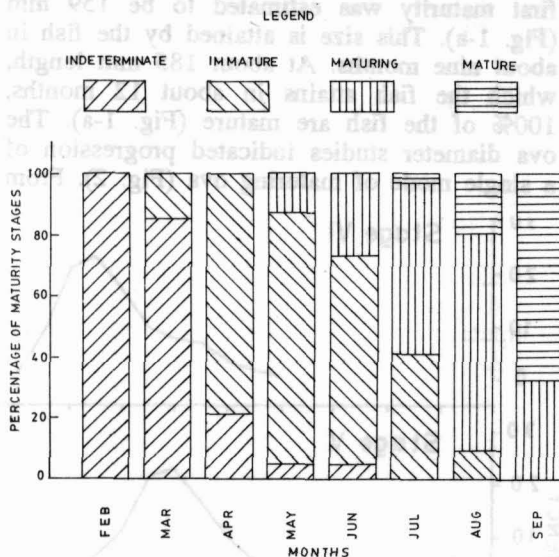 LEGEND
INDETERMINATE IMMATURE MATURING MATURE
PERCENTAGE OF MATURITY STAGES
100
80
60
40
20
0
FEB MAR APR MAY JUN JUL AUG SEP
MONTHS